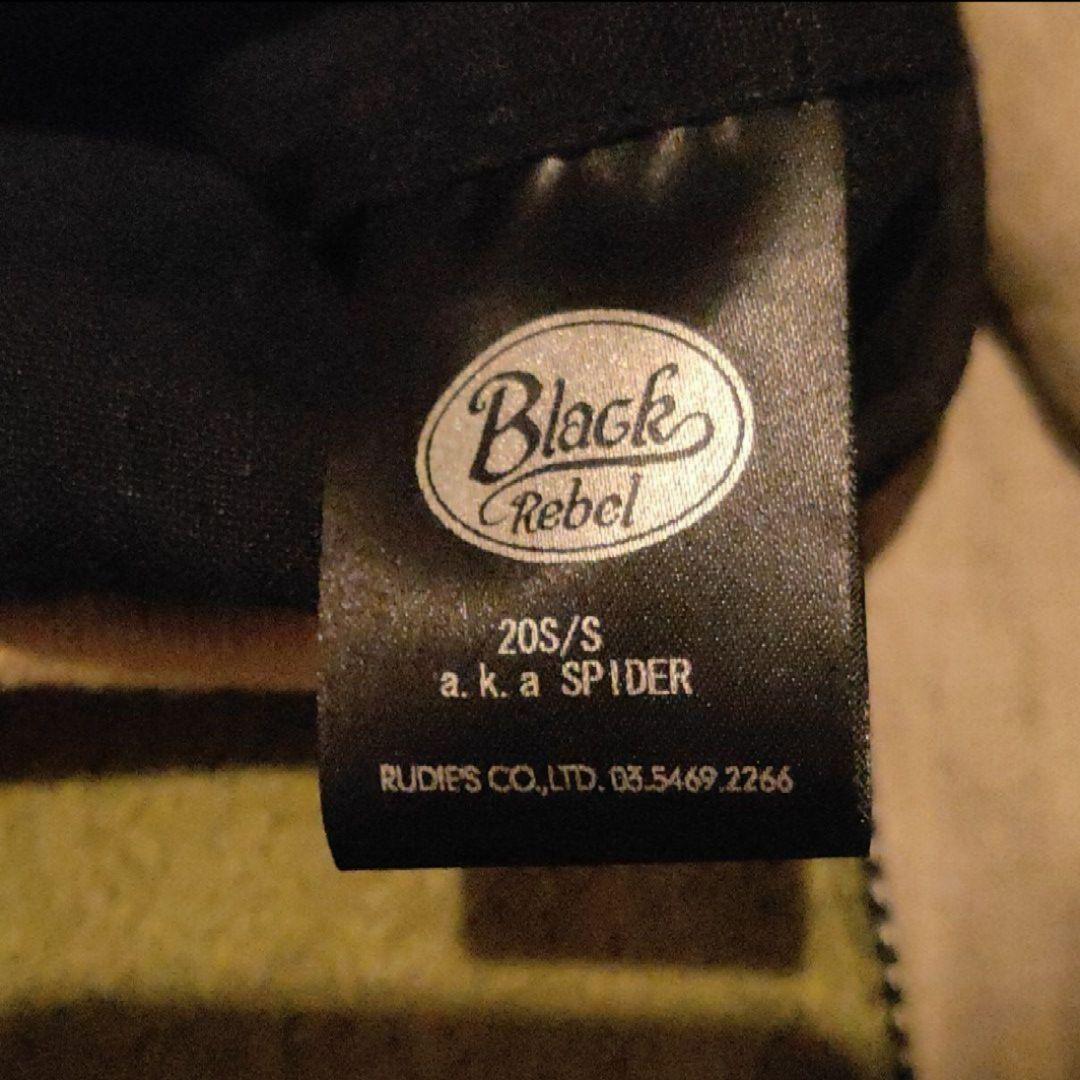 Black
Rebel
20S/S
a.k.a SPIDER
RUDIE'S CO.,LTD. 03.5469.2266